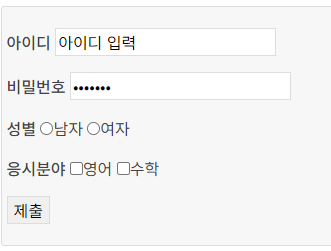 아이디 아이디 입력
비밀번호 •••••••
성별 남자 여자
응시분야 영어 수학
제출